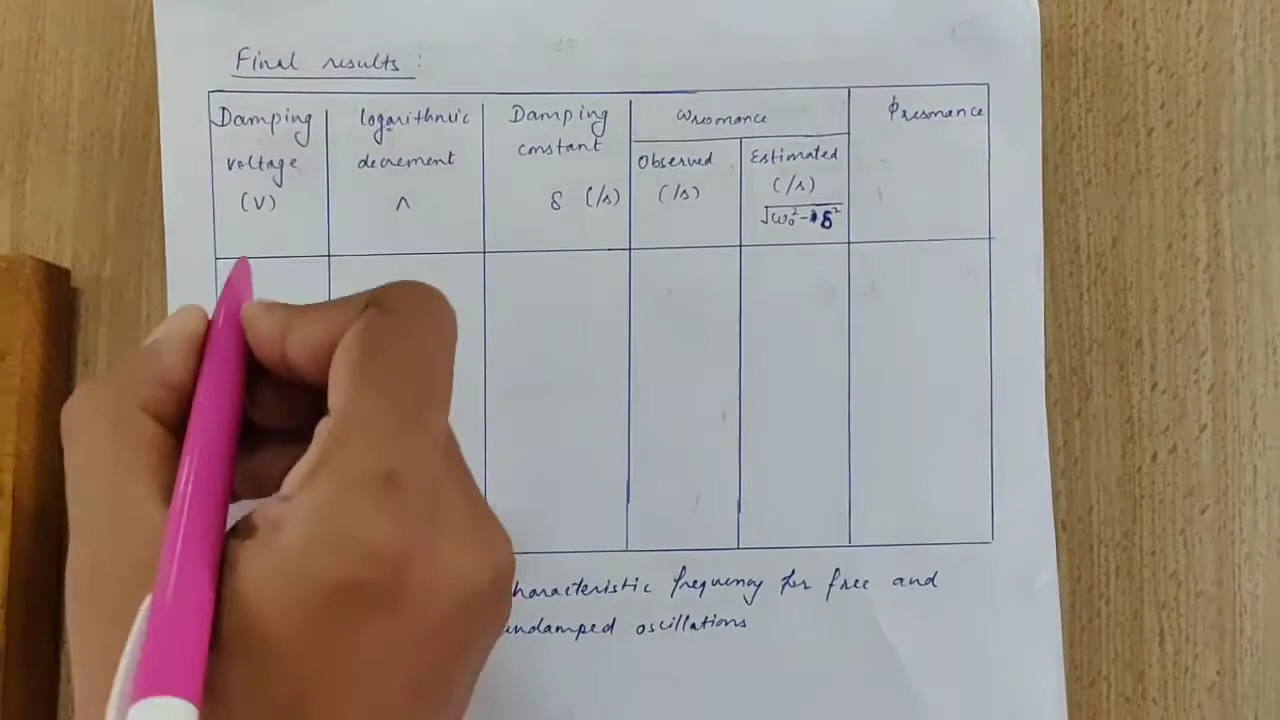 Final results :
Damping voltage (V)
logarithmic decrement Λ
Damping constant δ (/s)
ωresonance
Observed (/s)
Estimated (/s) √ω₀²-δ²
ϕresonance
haracteristic frequency for free and
undamped oscillations